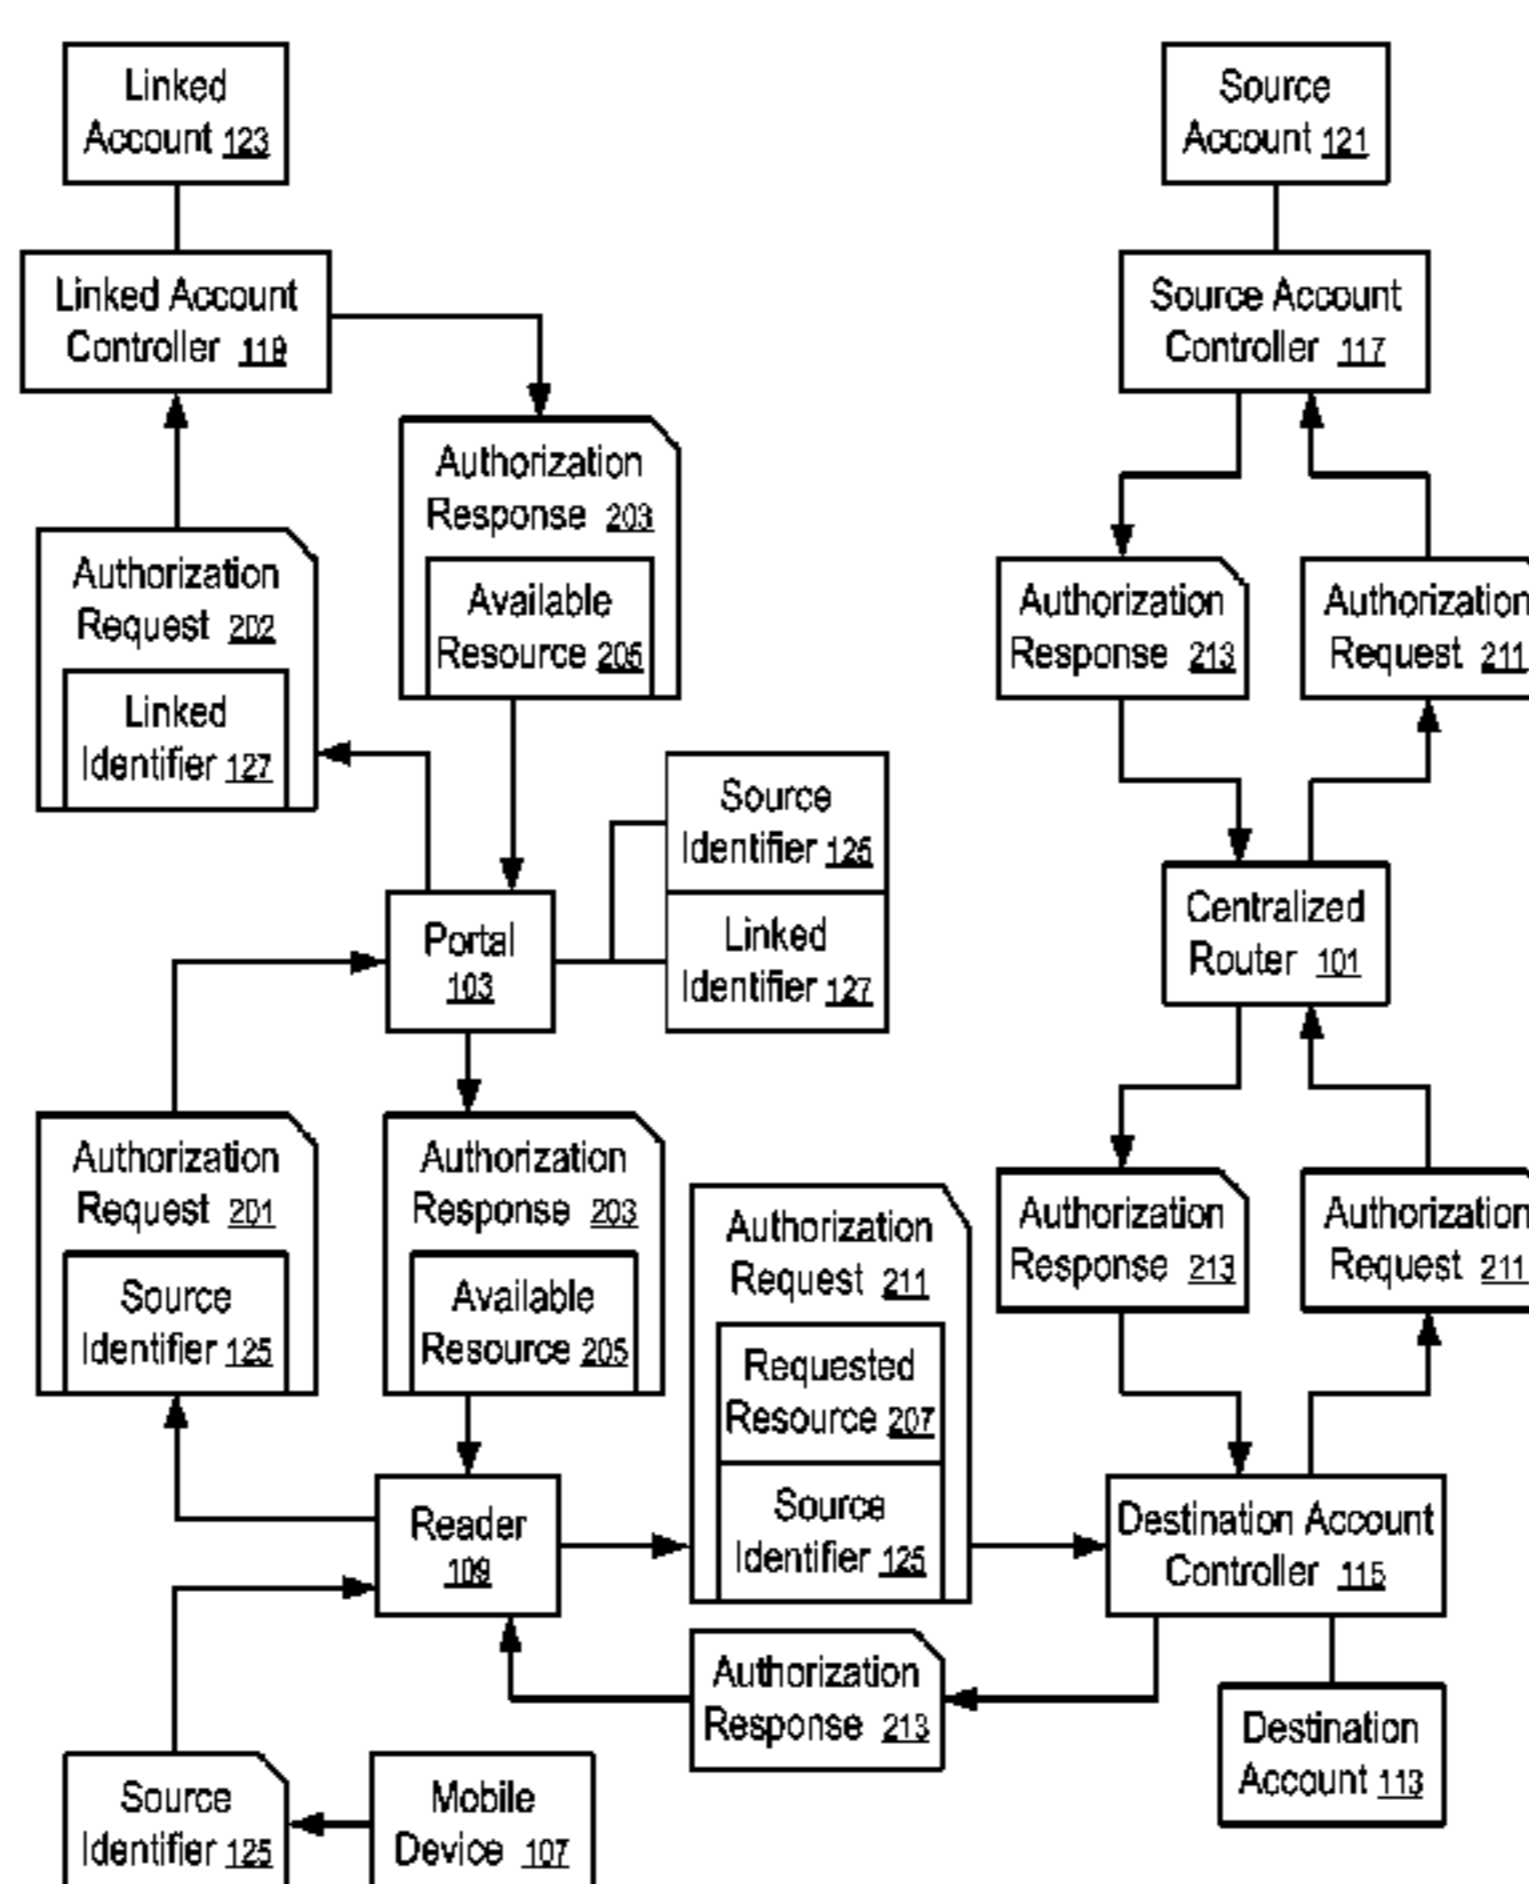 Linked
Account 123
Source
Account 121
Linked Account
Controller 119
Source Account
Controller 117
Authorization
Response 203
Available
Resource 205
Authorization
Request 202
Linked
Identifier 127
Authorization
Response 213
Authorization
Request 211
Source
Identifier 125
Linked
Identifier 127
Portal
103
Centralized
Router 101
Authorization
Request 201
Source
Identifier 125
Authorization
Response 203
Available
Resource 205
Authorization
Request 211
Requested
Resource 207
Source
Identifier 125
Authorization
Response 213
Authorization
Request 211
Reader
109
Destination Account
Controller 115
Authorization
Response 213
Destination
Account 113
Source
Identifier 125
Mobile
Device 107